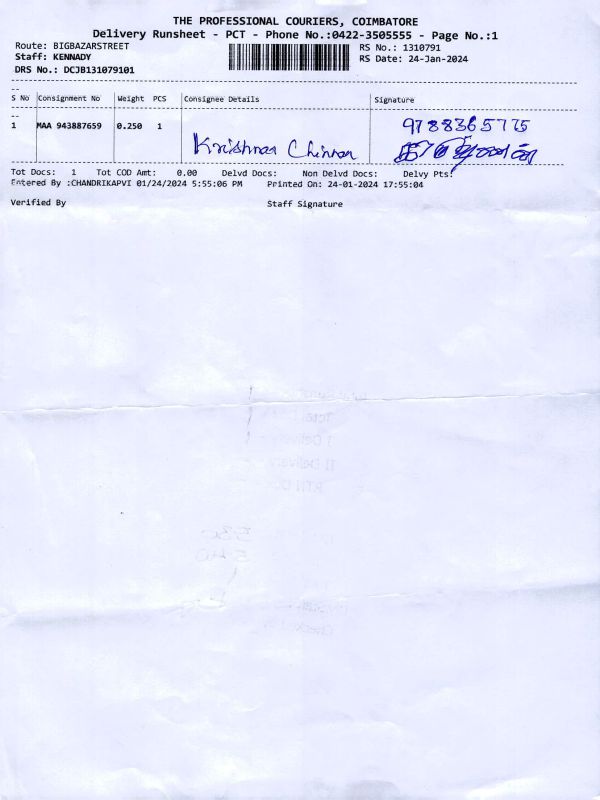 THE PROFESSIONAL COURIERS, COIMBATORE
Delivery Runsheet - PCT - Phone No.:0422-3505555 - Page No.:1
Route: BIGBAZARSTREET RS No.: 1310791
Staff: KENNADY RS Date: 24-Jan-2024
DRS No.: DCJB131079101
S No Consignment No Weight PCS Consignee Details Signature
1 MAA 943887659 0.250 1 9788365775
Krishnar Chinnar
Tot Docs: 1 Tot COD Amt: 0.00 Delvd Docs: Non Delvd Docs: Delvy Pts:
Entered By :CHANDRIKAPVI 01/24/2024 5:55:06 PM Printed On: 24-01-2024 17:55:04
Verified By Staff Signature